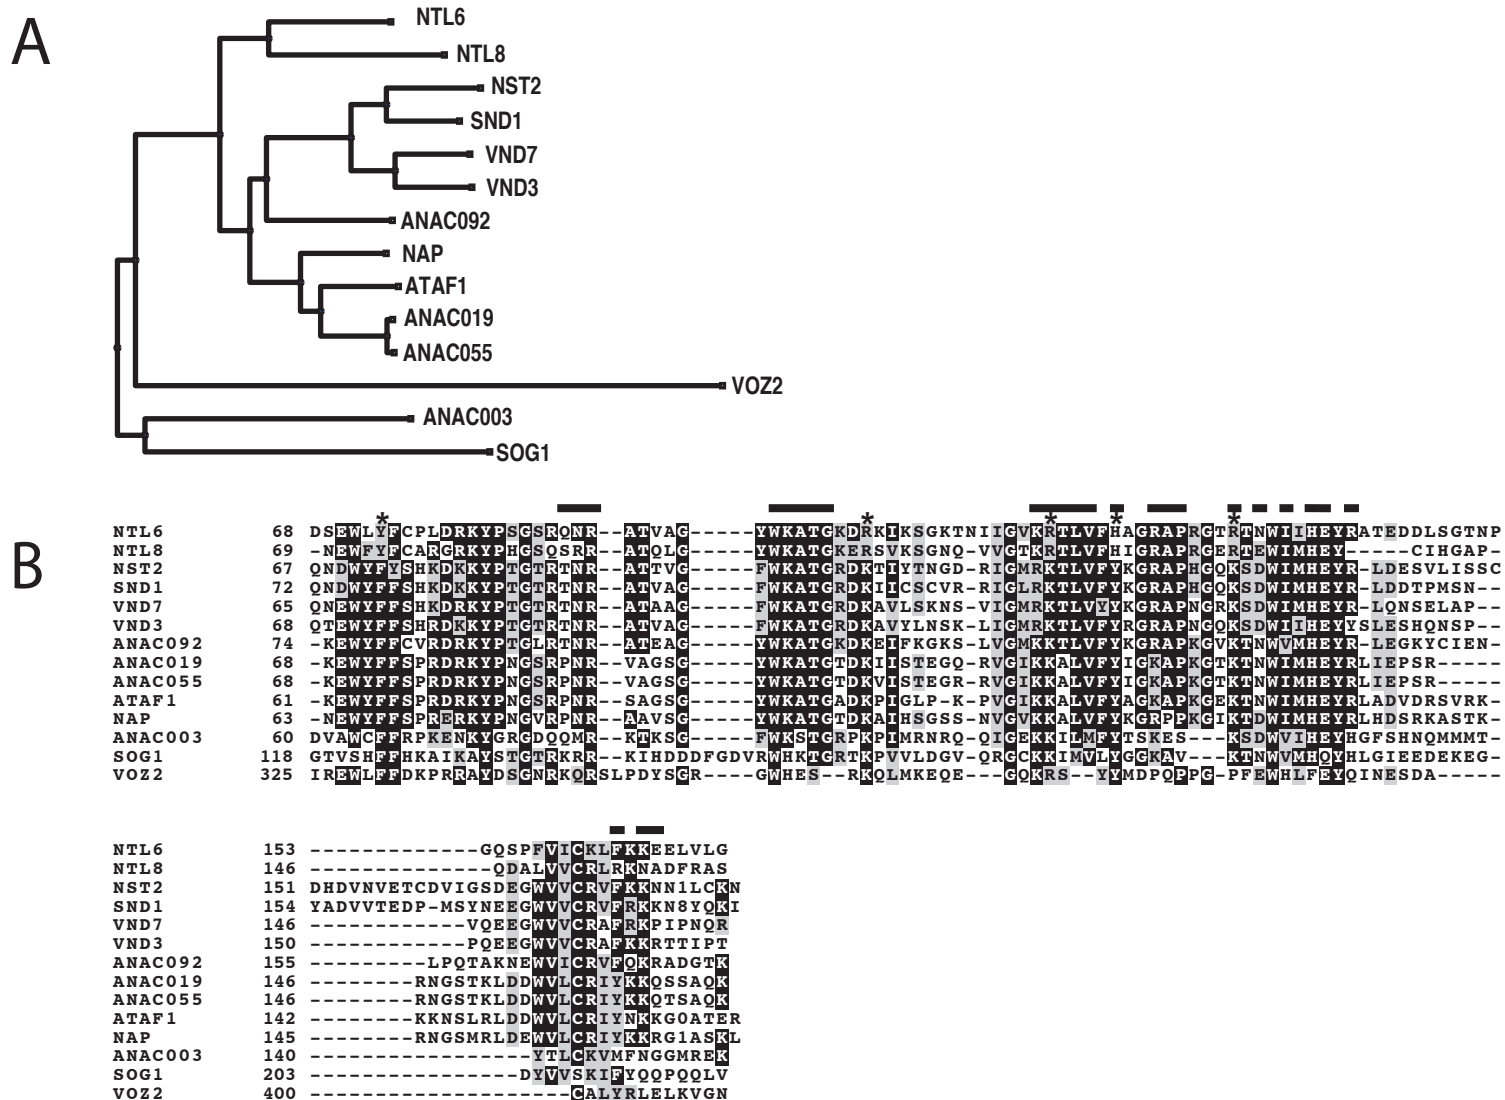 A
NTL6
NTL8
NST2
SND1
VND7
VND3
ANAC092
NAP
ATAF1
ANAC019
ANAC055
VOZ2
ANAC003
SOG1
B
* * * * *
NTL6 68 DSEWLYFCPLDRKYPSGSRQNR--ATVAG-----YWKATGKDRKIKSGKTNIIGVKRTLVFHAGRAPRGTRTNWIIHEYRATEDDLSGTNP
NTL8 69 -NEWFYFCARGRKYPHGSQSRR--ATQLG-----YWKATGKERSVKSGNQ-VVGTKRTLVFHIGRAPRGERTEWIMHEY-----CIHGAP-
NST2 67 QNDWYFYSHKDKKYPTGTRTNR--ATTVG-----FWKATGRDKTIYTNGD-RIGMRKTLVFYKGRAPHGQKSDWIMHEYR-LDESVLISSC
SND1 72 QNDWYFFSHKDKKYPTGTRTNR--ATTVG-----FWKATGRDKIICSCVR-RIGLRKTLVFYKGRAPHGQKSDWIMHEYR-LDDTPMSN--
VND7 65 QNEWYFFSHKDRKYPTGTRTNR--ATAAG-----FWKATGRDKAVLSKNS-VIGMRKTLVYYKGRAPNGRKSDWIMHEYR-LQNSELAP--
VND3 68 QTEWYFFSHRDKKYPTGTRTNR--ATVAG-----FWKATGRDKAVYLNSK-LIGMRKTLVFYRGRAPNGQKSDWIIHEYYSLESHQNSP--
ANAC092 74 -KEWYFFCVRDRKYPTGLRTNR--ATEAG-----YWKATGKDKEIFKGKS-LVGMKKTLVFYKGRAPKGVKTNWVMHEYR-LEGKYCIEN-
ANAC019 68 -KEWYFFSPRDRKYPNGSRPNR--VAGSG-----YWKATGTDKIISTEGQ-RVGIKKALVFYIGKAPKGTKTNWIMHEYRLIEPSR-----
ANAC055 68 -KEWYFFSPRDRKYPNGSRPNR--VAGSG-----YWKATGTDKVISTEGR-RVGIKKALVFYIGKAPKGTKTNWIMHEYRLIEPSR-----
ATAF1 61 -KEWYFFSPRDRKYPNGSRPNR--SAGSG-----YWKATGADKPIGLP-K-PVGIKKALVFYAGKAPKGEKTNWIMHEYRLADVDRSVRK-
NAP 63 -NEWYFFSPRERKYPNGVRPNR--AAVSG-----YWKATGTDKAIHSGSS-NVGVKKALVFYKGRPPKGIKTDWIMHEYRLHDSRKASTK-
ANAC003 60 DVAWCFFRPKENKYGRGDQQMR--KTKSG-----FWKSTGRPKPIMRNRQ-QIGEKKILMFYTSKES---KSDWVIHEYHGFSHNQMMMT-
SOG1 118 GTVSHFFHKAIKAYSTGTRKRR--KIHDDDFGDVRWHKTGRTKPVVLDGV-QRGCKKIMVLYGGKAV---KTNWVMHQYHLGIEEDEKEG-
VOZ2 325 IREWLFFDKPRRAYDSGNRKQRSLPDYSGR----GWHES--RKQLMKEQE---GQKRS--YYMDPQPPG-PFEWHLFEYQINESDA-----
NTL6 153 -------------GQSPFVICKLFKKEELVLG
NTL8 146 --------------QDALVVCRLRKNADFRAS
NST2 151 DHDVNVETCDVIGSDEGWVVCRVFKKNN1LCKN
SND1 154 YADVVTEDP-MSYNEEGWVVCRVFRKKN8YQKI
VND7 146 ------------VQEEGWVVCRAFRKPIPNQR
VND3 150 ------------PQEEGWVVCRAFKKRTTIPT
ANAC092 155 ---------LPQTAKNEWVICRVFQKRADGTK
ANAC019 146 --------RNGSTKLDDWVLCRIYKKQSSAQK
ANAC055 146 --------RNGSTKLDDWVLCRIYKKQTSAQK
ATAF1 142 --------KKNSLRLDDWVLCRIYNKKG0ATER
NAP 145 --------RNGSMRLDEWVLCRIYKKRG1ASKL
ANAC003 140 -----------------YTLCKVMFNGGMREK
SOG1 203 ----------------DYVVSKIFYQQPQQLV
VOZ2 400 --------------------CALYRLELKVGN